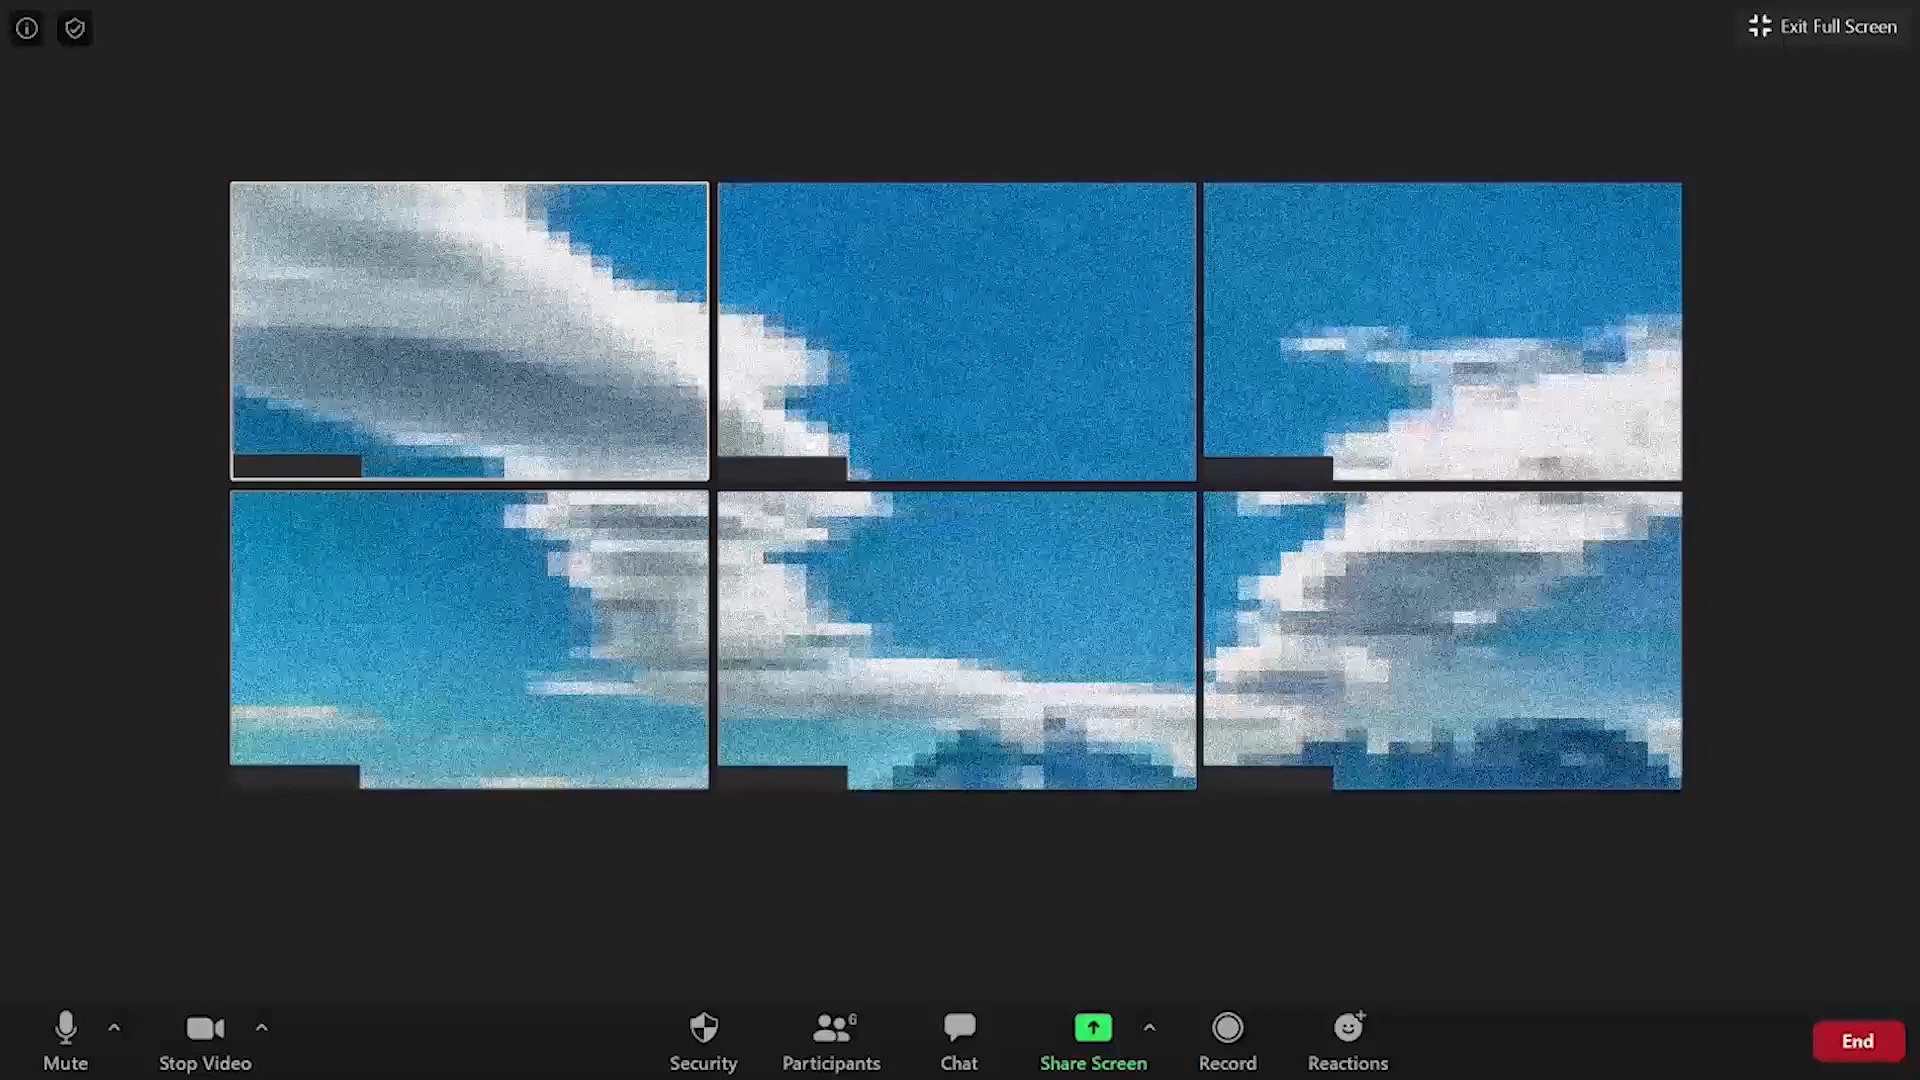 Exit Full Screen
6
Mute
Stop Video
Security
Participants
Chat
Share Screen
Record
Reactions
End